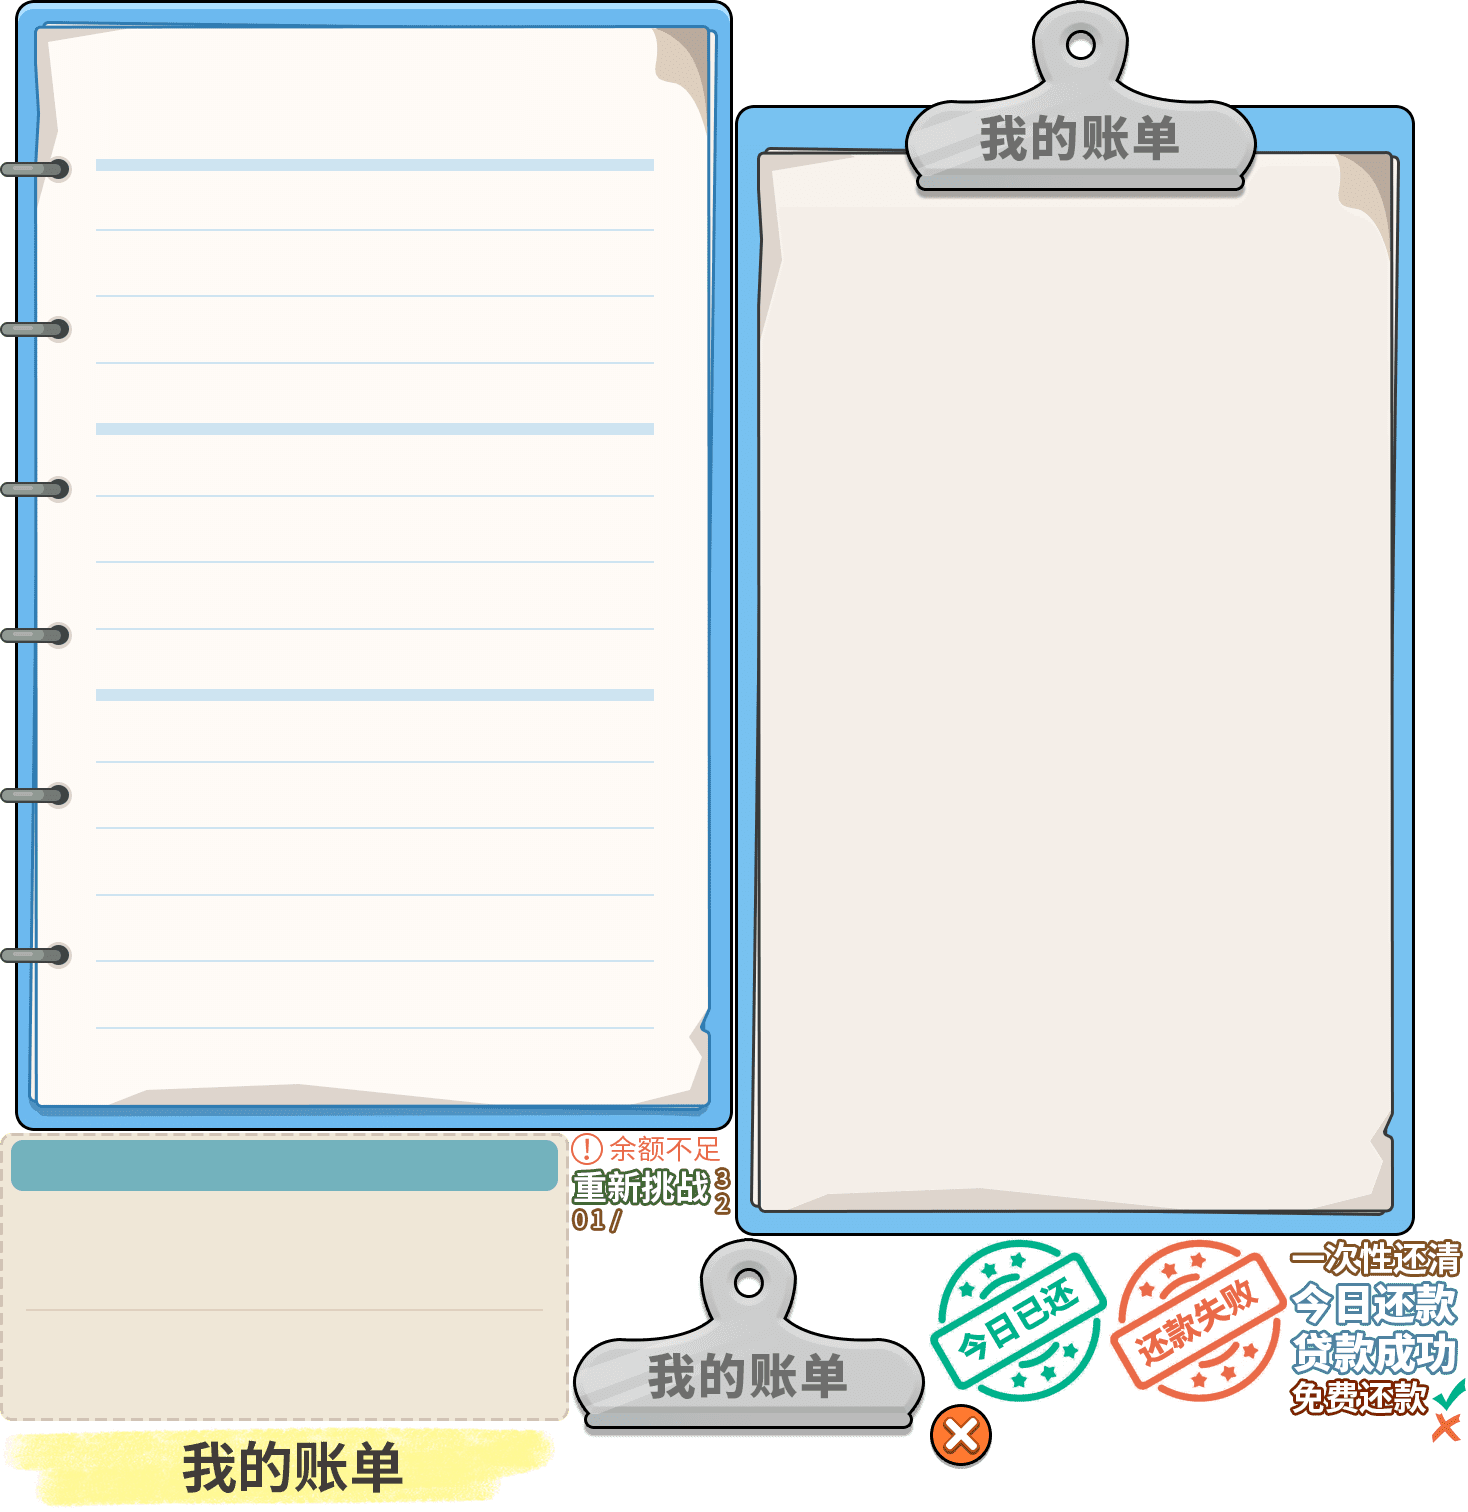 我的账单
余额不足
重新挑战
3
2
01/
我的账单
今日已还
还款失败
一次性还清
今日还款
贷款成功
免费还款
我的账单